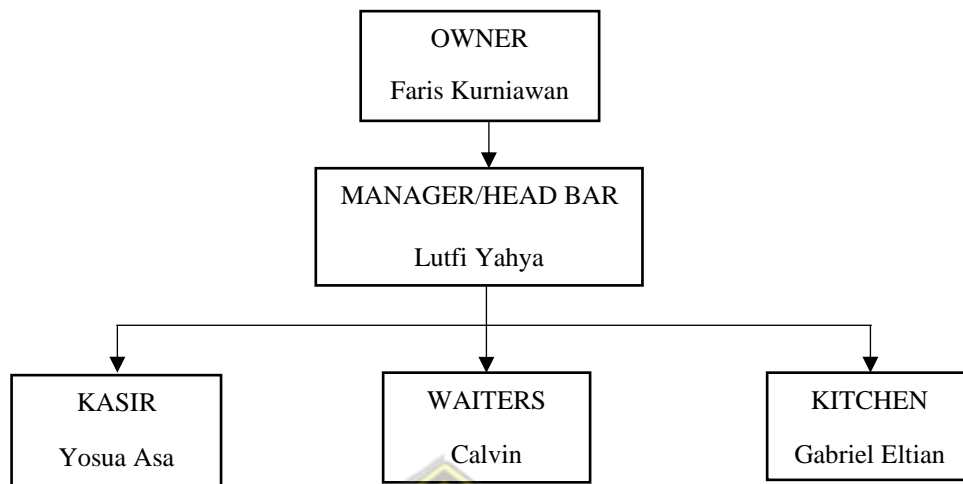 OWNER
Faris Kurniawan
MANAGER/HEAD BAR
Lutfi Yahya
KASIR
Yosua Asa
WAITERS
Calvin
KITCHEN
Gabriel Eltian